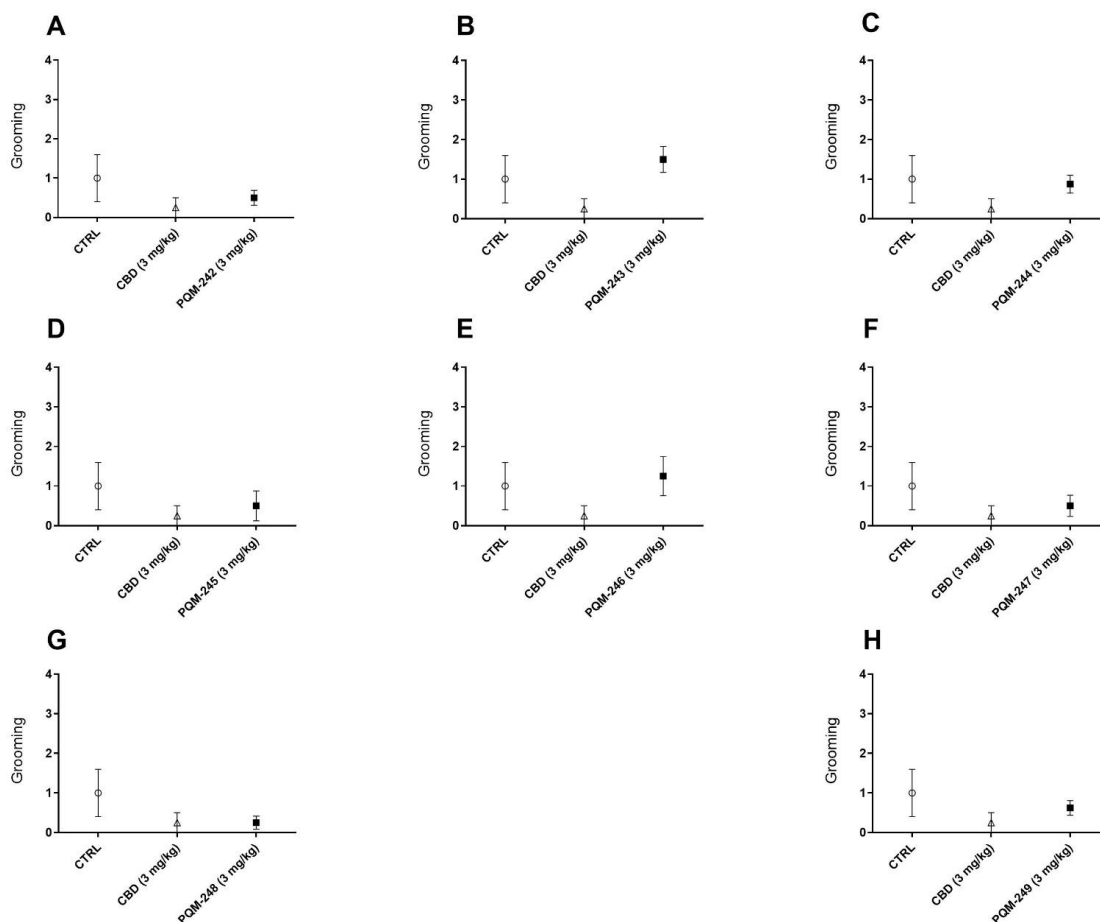 A
4
3
2
1
0
Grooming
CTRL
CBD (3 mg/kg)
PQM-242 (3 mg/kg)
B
4
3
2
1
0
Grooming
CTRL
CBD (3 mg/kg)
PQM-243 (3 mg/kg)
C
4
3
2
1
0
Grooming
CTRL
CBD (3 mg/kg)
PQM-244 (3 mg/kg)
D
4
3
2
1
0
Grooming
CTRL
CBD (3 mg/kg)
PQM-245 (3 mg/kg)
E
4
3
2
1
0
Grooming
CTRL
CBD (3 mg/kg)
PQM-246 (3 mg/kg)
F
4
3
2
1
0
Grooming
CTRL
CBD (3 mg/kg)
PQM-247 (3 mg/kg)
G
4
3
2
1
0
Grooming
CTRL
CBD (3 mg/kg)
PQM-248 (3 mg/kg)
H
4
3
2
1
0
Grooming
CTRL
CBD (3 mg/kg)
PQM-249 (3 mg/kg)